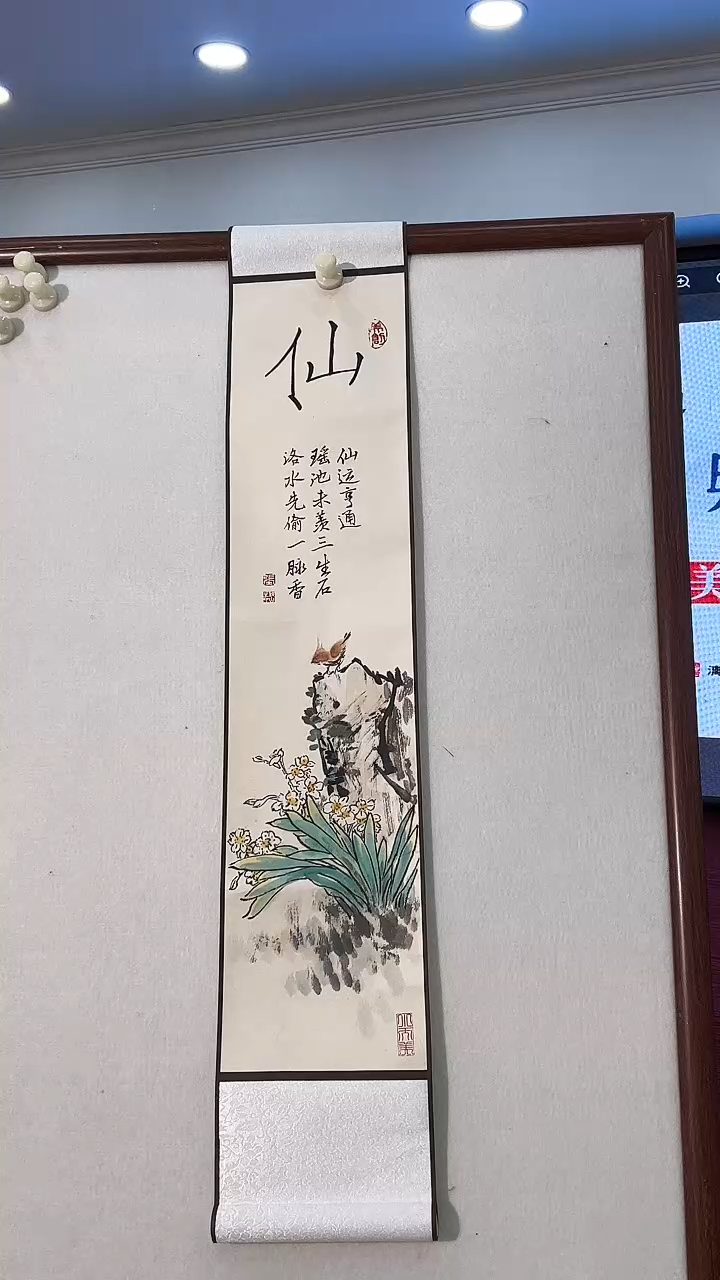 仙
仙运亨通
瑶池未羡三生石
洛水先偷一脉香
美